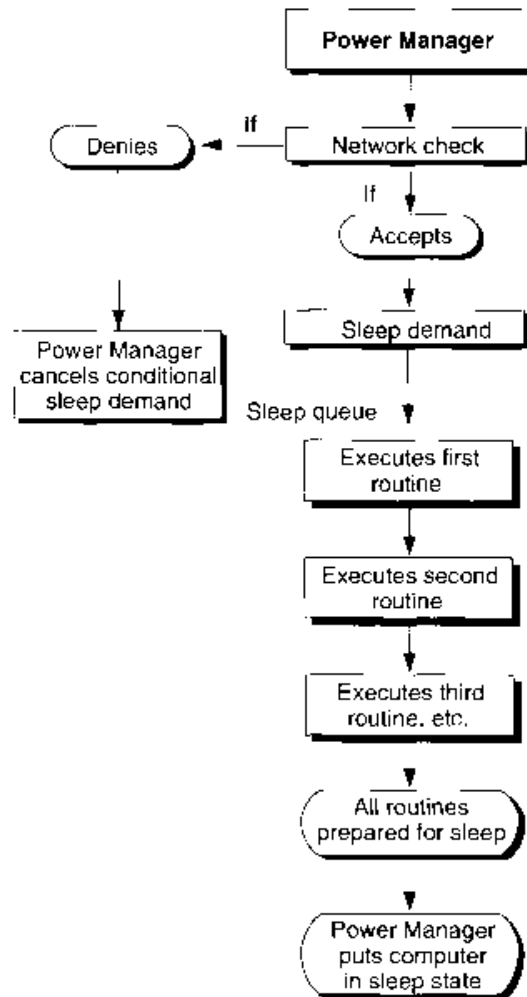 Power Manager
if
Denies
Network check
If
Accepts
Sleep demand
Power Manager
cancels conditional
sleep demand
Sleep queue
Executes first
routine
Executes second
routine
Executes third
routine, etc.
All routines
prepared for sleep
Power Manager
puts computer
in sleep state